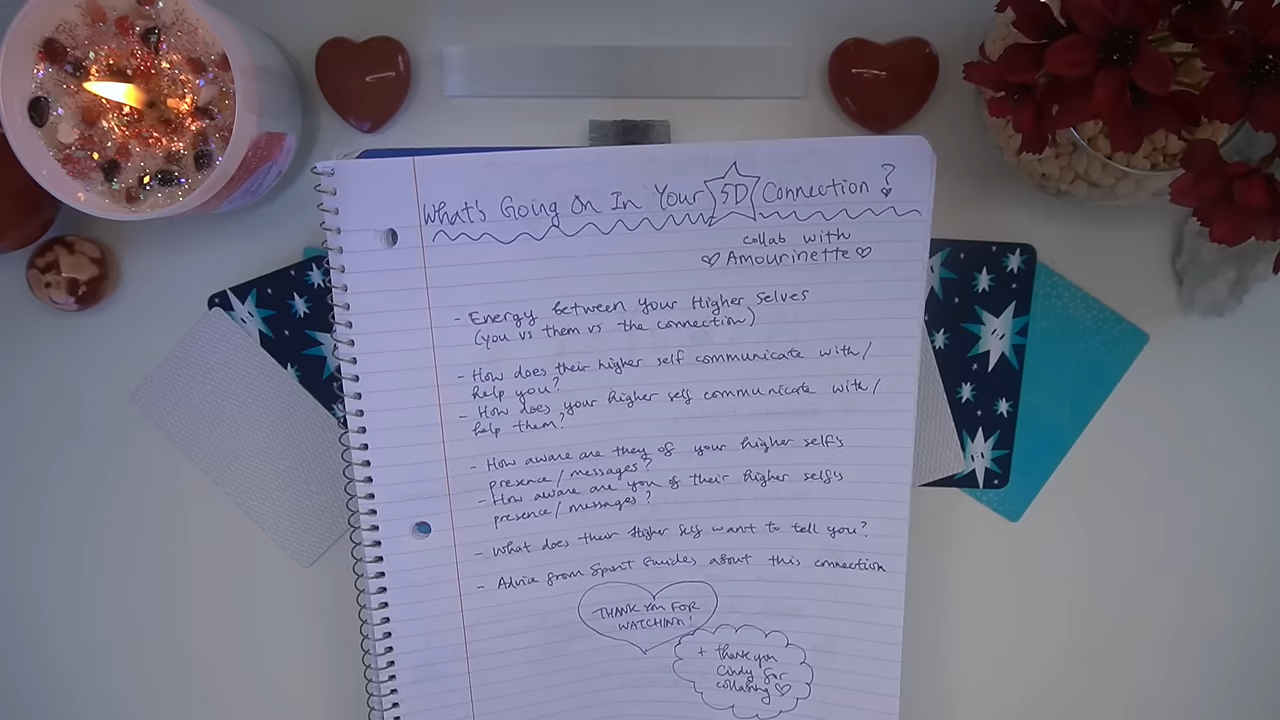 What's Going On In Your 5D Connection?
collab with
♡ Amourinette ♡
- Energy between your Higher selves
(you vs them vs the connection)
- How does their higher self communicate with/
help you?
- How does your higher self communicate with/
help them?
- How aware are they of your higher self's
presence/messages?
- How aware are you of their higher self's
presence/messages?
- What does their Higher Self want to tell you?
- Advice from Spirit Guides about this connection
THANK YOU FOR
WATCHING!
+ thank you
Cindy for
collabing ♡